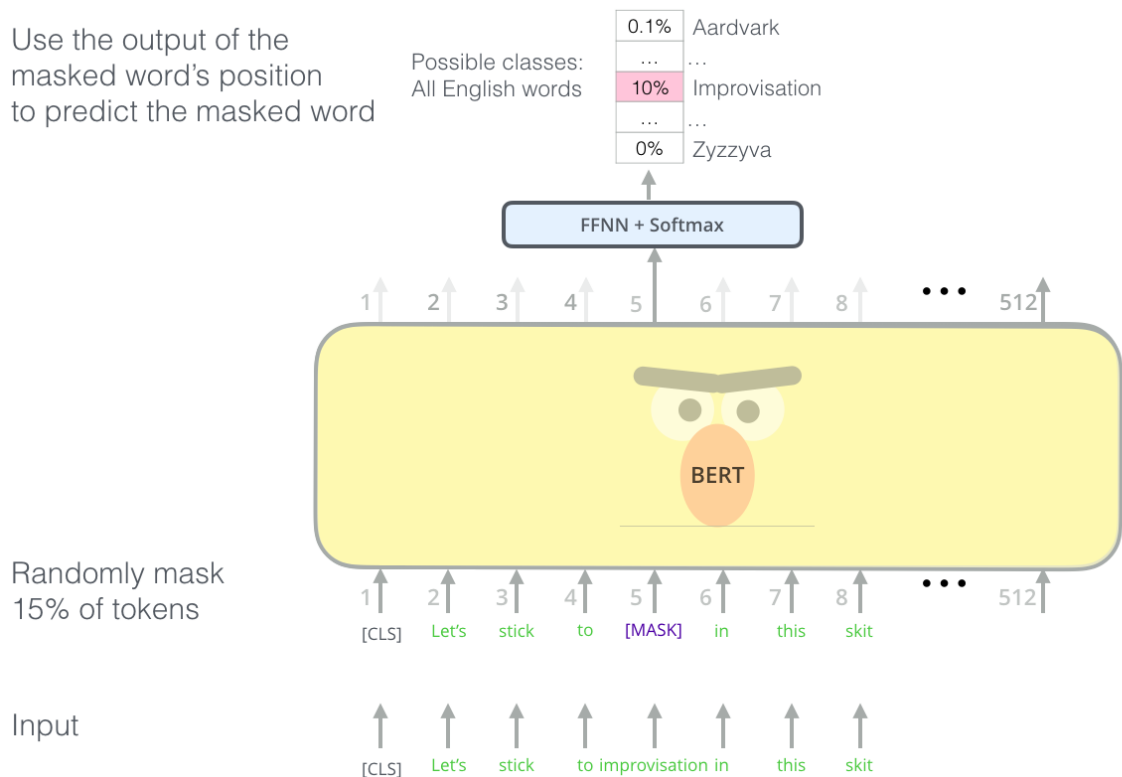 Use the output of the
masked word's position
to predict the masked word
Possible classes:
All English words
0.1% Aardvark
... ...
10% Improvisation
... ...
0% Zyzzyva
FFNN + Softmax
1 2 3 4 5 6 7 8 ... 512
BERT
Randomly mask
15% of tokens
1 2 3 4 5 6 7 8 ... 512
[CLS] Let's stick to [MASK] in this skit
Input
[CLS] Let's stick to improvisation in this skit